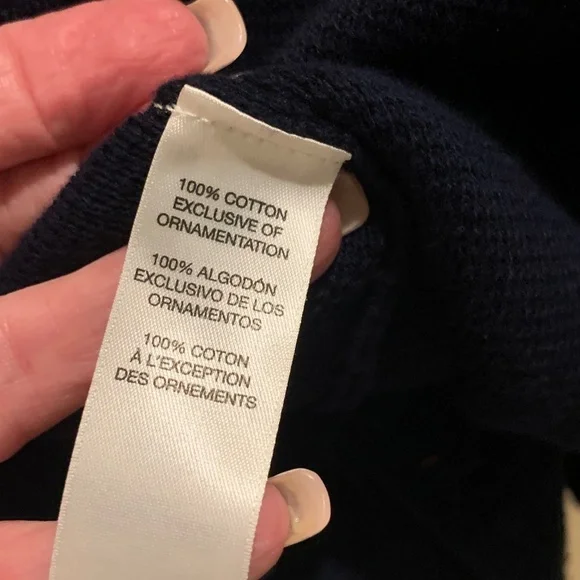 100% COTTON
EXCLUSIVE OF
ORNAMENTATION
100% ALGODÓN
EXCLUSIVO DE LOS
ORNAMENTOS
100% COTON
À L'EXCEPTION
DES ORNEMENTS